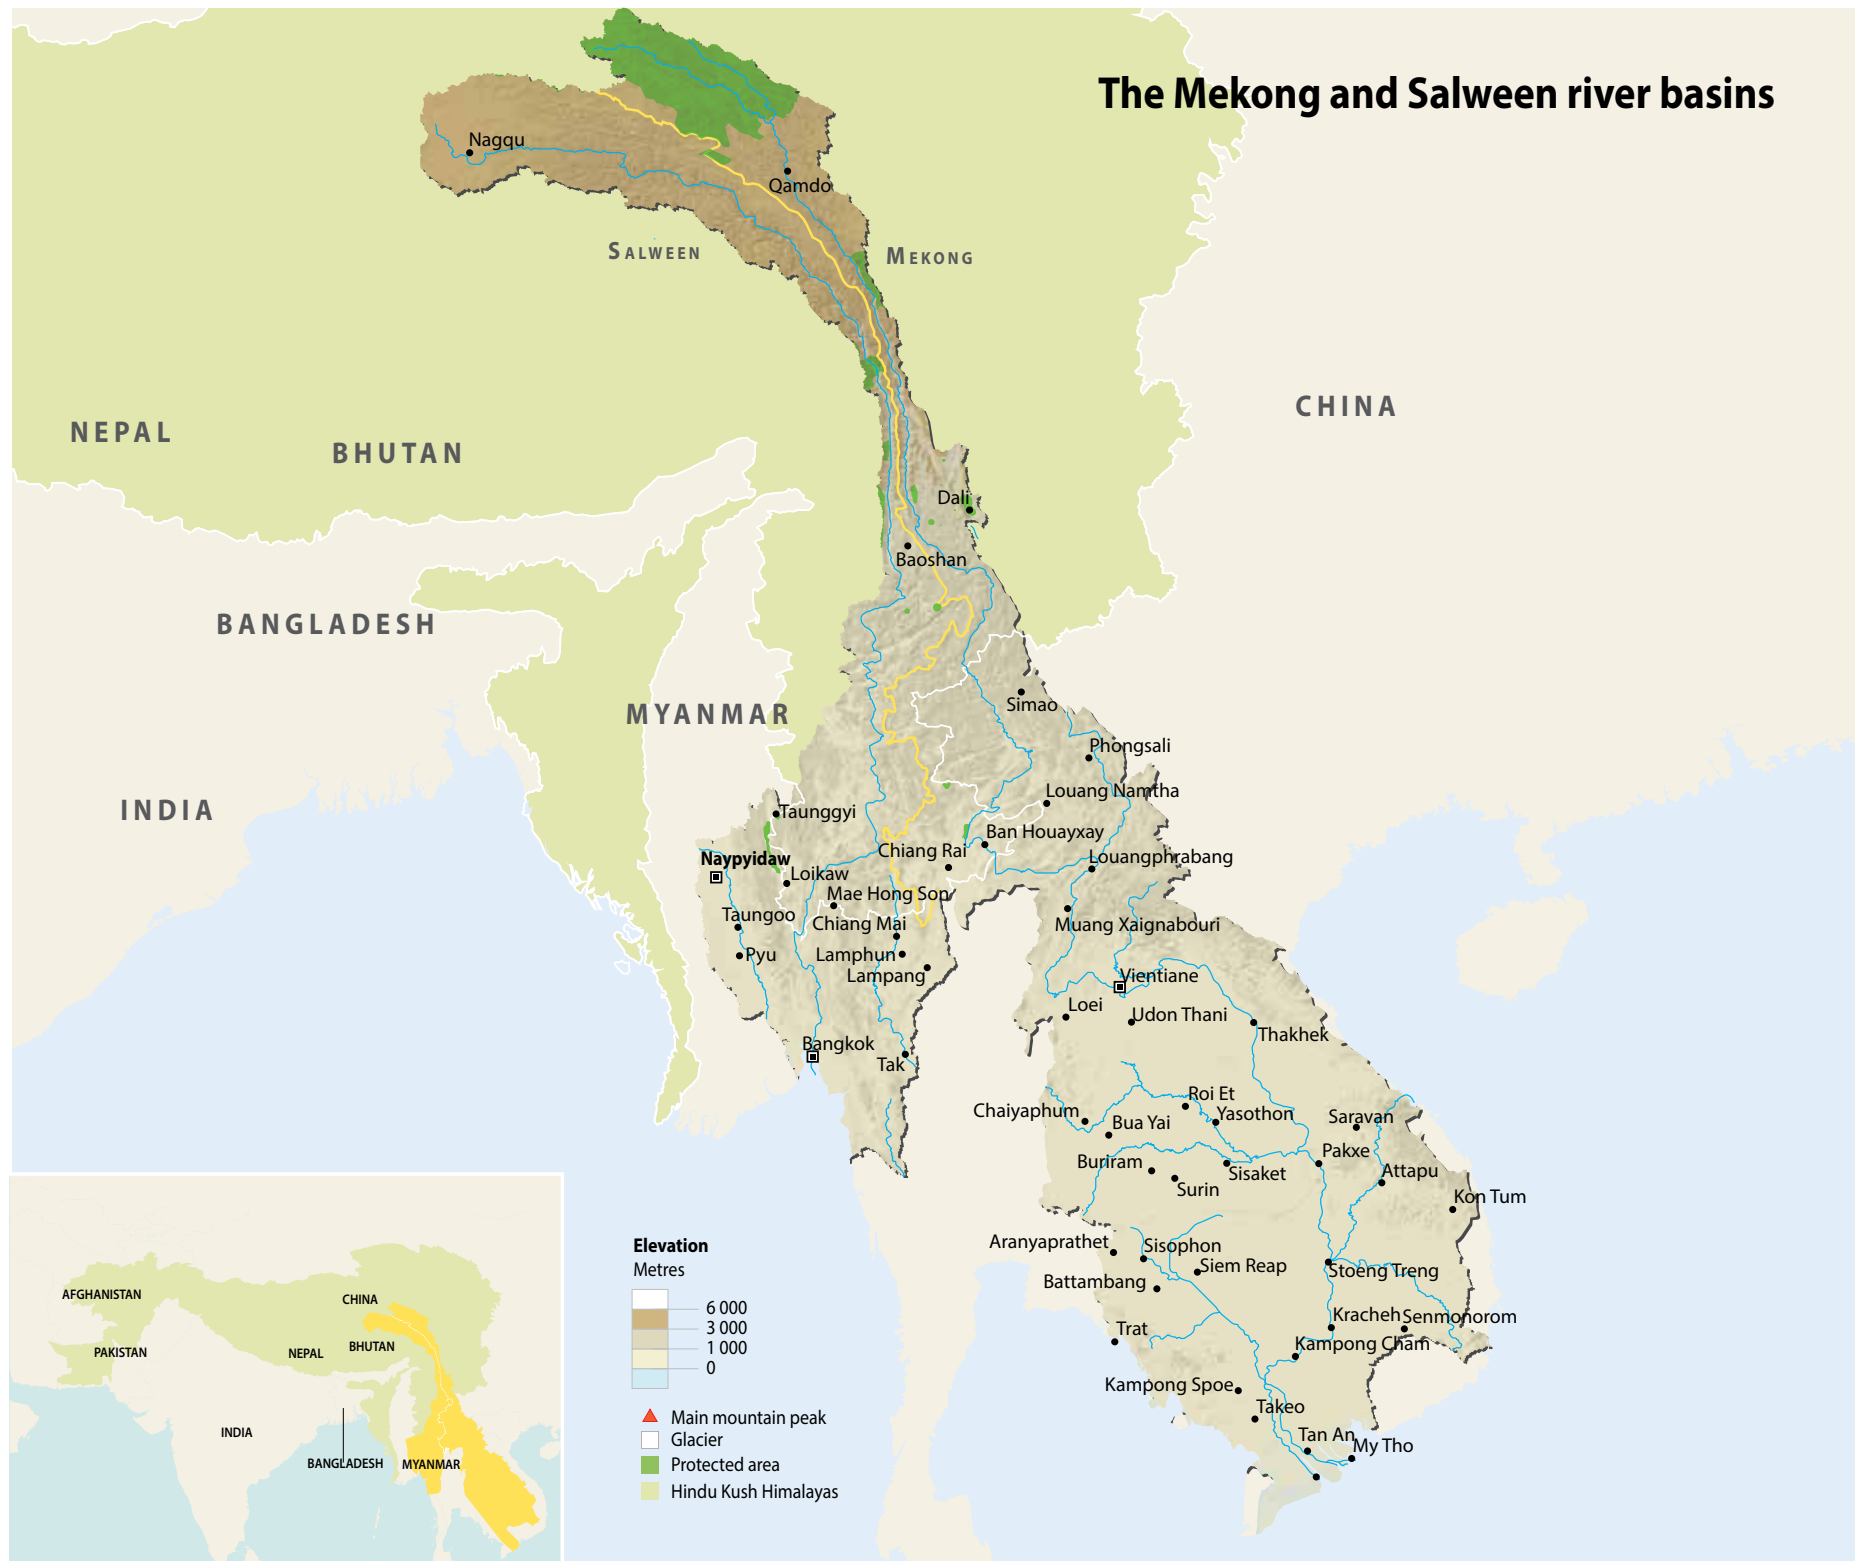 The Mekong and Salween river basins
Nagqu
Qamdo
SALWEEN
MEKONG
CHINA
NEPAL
BHUTAN
Dali
Baoshan
BANGLADESH
MYANMAR
Simao
Phongsali
INDIA
Louang Namtha
Taunggyi
Ban Houayxay
Chiang Rai
Louangphrabang
Naypyidaw
Loikaw
Mae Hong Son
Taungoo
Chiang Mai
Muang Xaignabouri
Pyu
Lamphun
Lampang
Vientiane
Loei
Udon Thani
Thakhek
Bangkok
Tak
Roi Et
Chaiyaphum
Yasothon
Saravan
Bua Yai
Pakxe
Buriram
Sisaket
Attapu
Surin
Kon Tum
Aranyaprathet
Sisophon
Siem Reap
Stoeng Treng
Battambang
Kracheh
Senmonorom
Trat
Kampong Cham
Kampong Spoe
Takeo
Tan An
My Tho
Elevation
Metres
6 000
3 000
1 000
0
Main mountain peak
Glacier
Protected area
Hindu Kush Himalayas
AFGHANISTAN
CHINA
PAKISTAN
NEPAL
BHUTAN
INDIA
BANGLADESH
MYANMAR